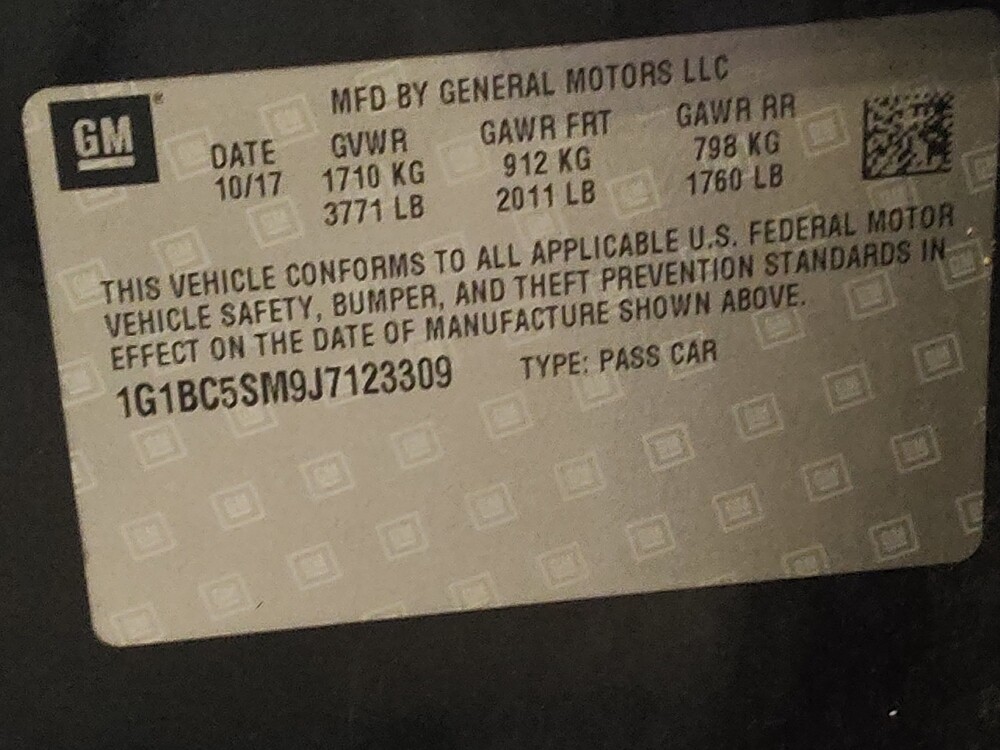 GM
MFD BY GENERAL MOTORS LLC
DATE GVWR GAWR FRT GAWR RR
10/17 1710 KG 912 KG 798 KG
3771 LB 2011 LB 1760 LB
THIS VEHICLE CONFORMS TO ALL APPLICABLE U.S. FEDERAL MOTOR
VEHICLE SAFETY, BUMPER, AND THEFT PREVENTION STANDARDS IN
EFFECT ON THE DATE OF MANUFACTURE SHOWN ABOVE.
1G1BC5SM9J7123309 TYPE: PASS CAR